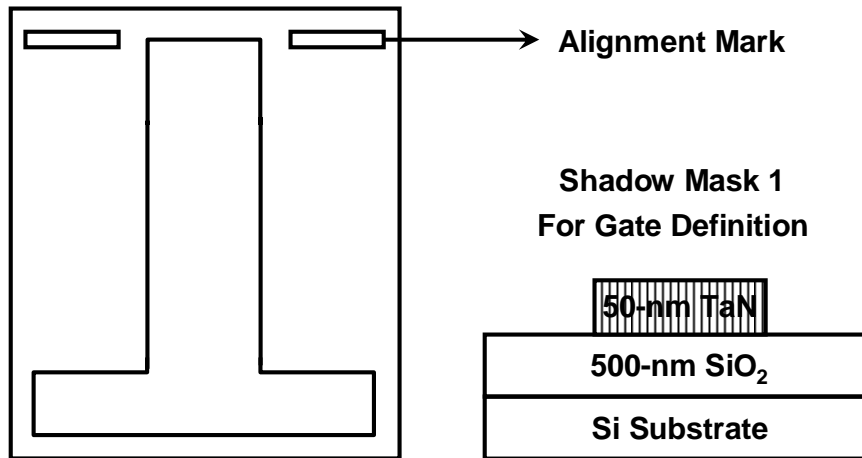 Alignment Mark
Shadow Mask 1
For Gate Definition
50-nm TaN
500-nm SiO₂
Si Substrate